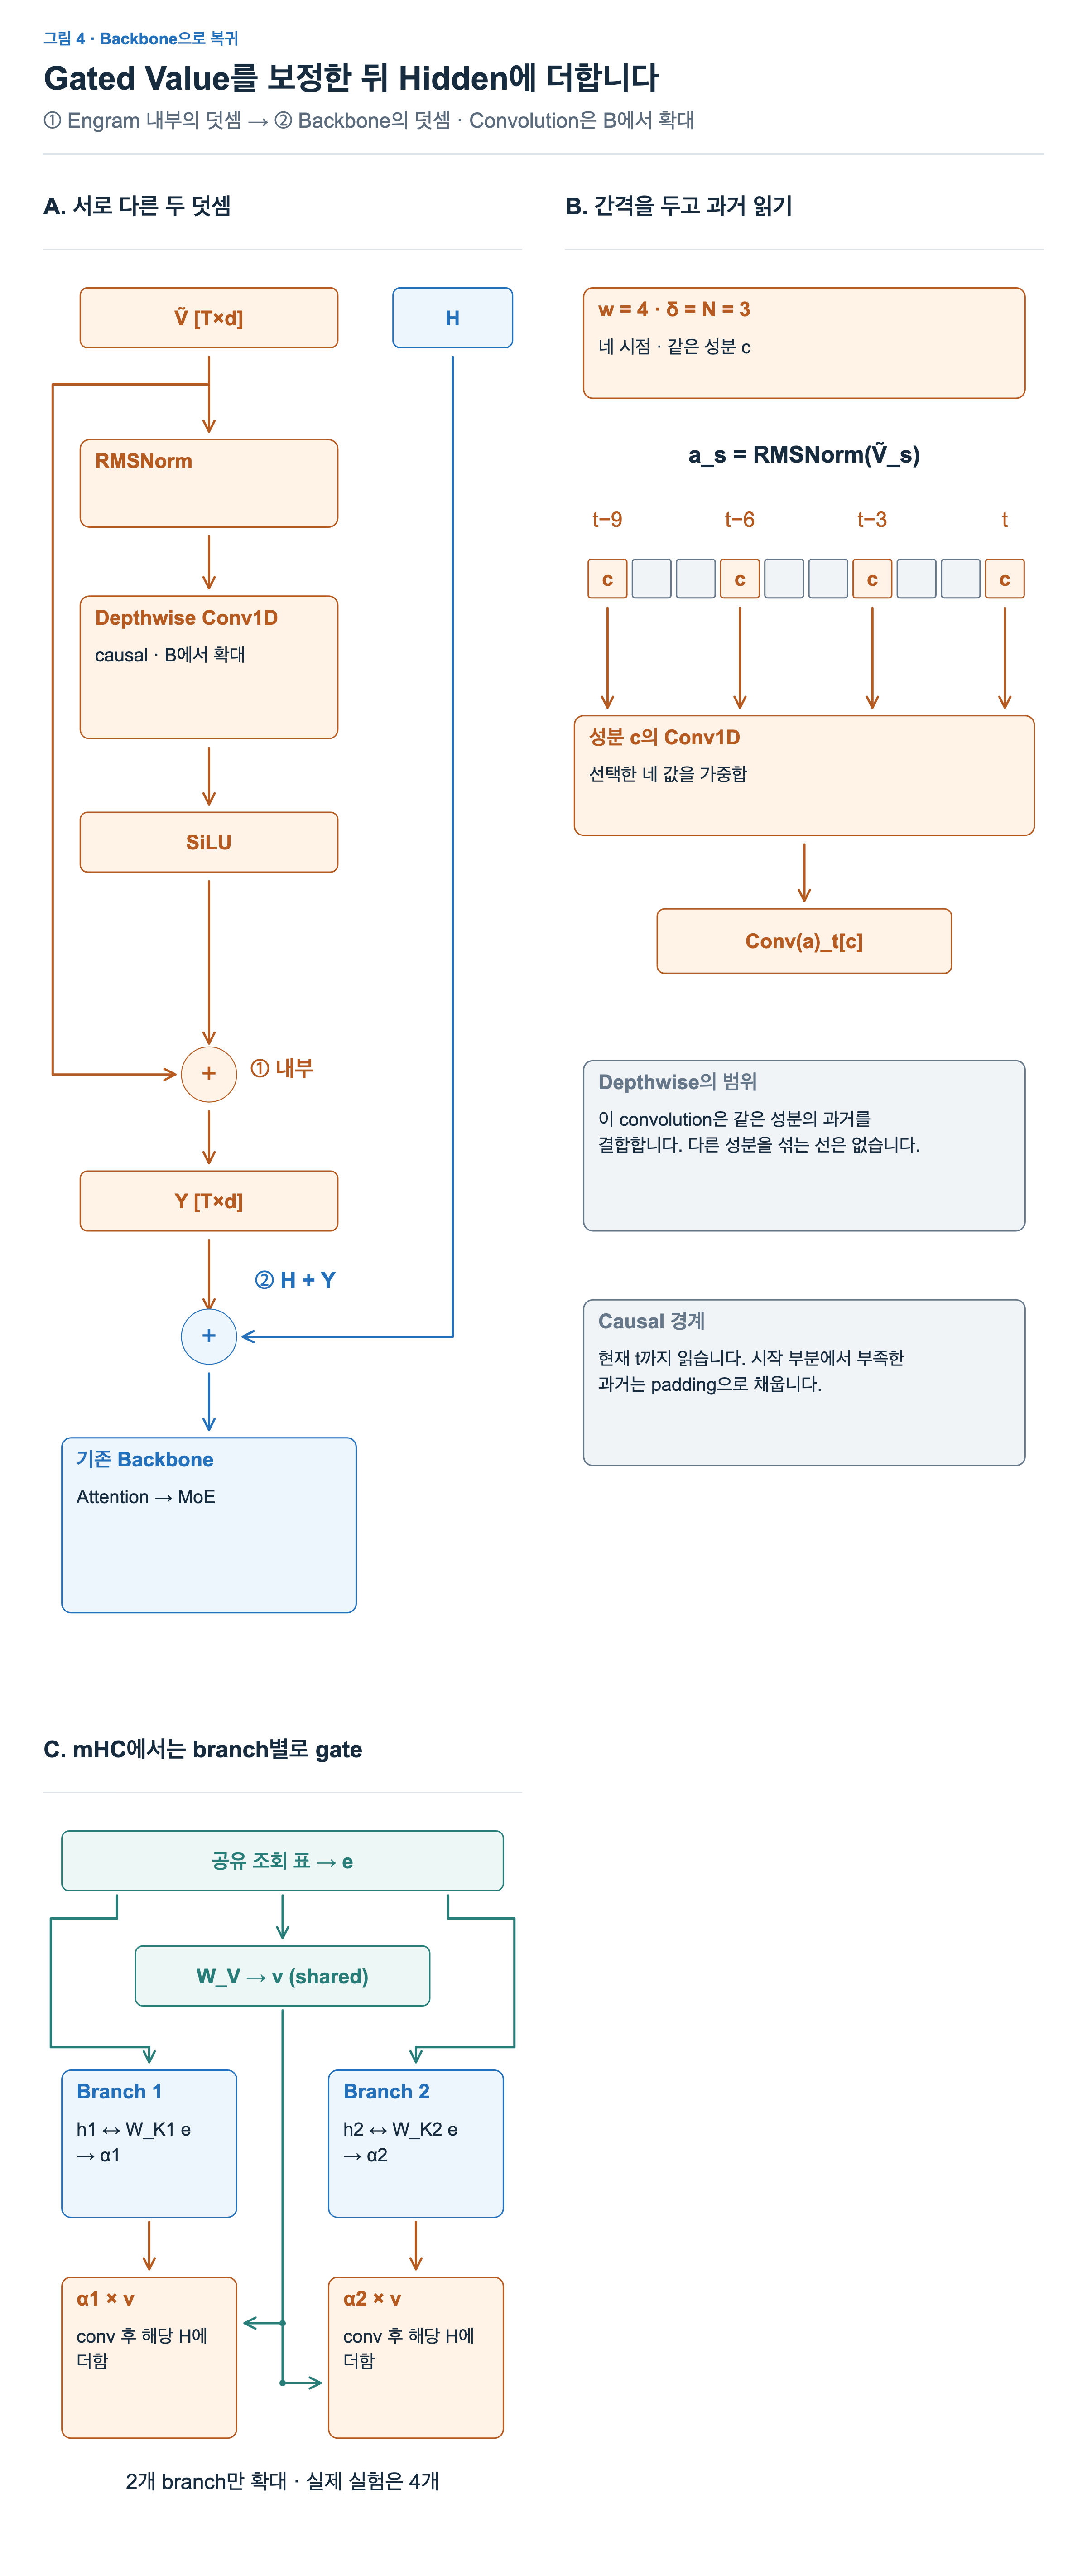 그림 4 · Backbone으로 복귀
Gated Value를 보정한 뒤 Hidden에 더합니다
① Engram 내부의 덧셈 → ② Backbone의 덧셈 · Convolution은 B에서 확대
A. 서로 다른 두 덧셈
Ṽ [T×d]
H
RMSNorm
Depthwise Conv1D
causal · B에서 확대
SiLU
+
① 내부
Y [T×d]
② H + Y
+
기존 Backbone
Attention → MoE
B. 간격을 두고 과거 읽기
w = 4 · δ = N = 3
네 시점 · 같은 성분 c
a_s = RMSNorm(Ṽ_s)
t−9 t−6 t−3 t
c c c c
성분 c의 Conv1D
선택한 네 값을 가중합
Conv(a)_t[c]
Depthwise의 범위
이 convolution은 같은 성분의 과거를
결합합니다. 다른 성분을 섞는 선은 없습니다.
Causal 경계
현재 t까지 읽습니다. 시작 부분에서 부족한
과거는 padding으로 채웁니다.
C. mHC에서는 branch별로 gate
공유 조회 표 → e
W_V → v (shared)
Branch 1
h1 ↔ W_K1 e
→ α1
Branch 2
h2 ↔ W_K2 e
→ α2
α1 × v
conv 후 해당 H에
더함
α2 × v
conv 후 해당 H에
더함
2개 branch만 확대 · 실제 실험은 4개